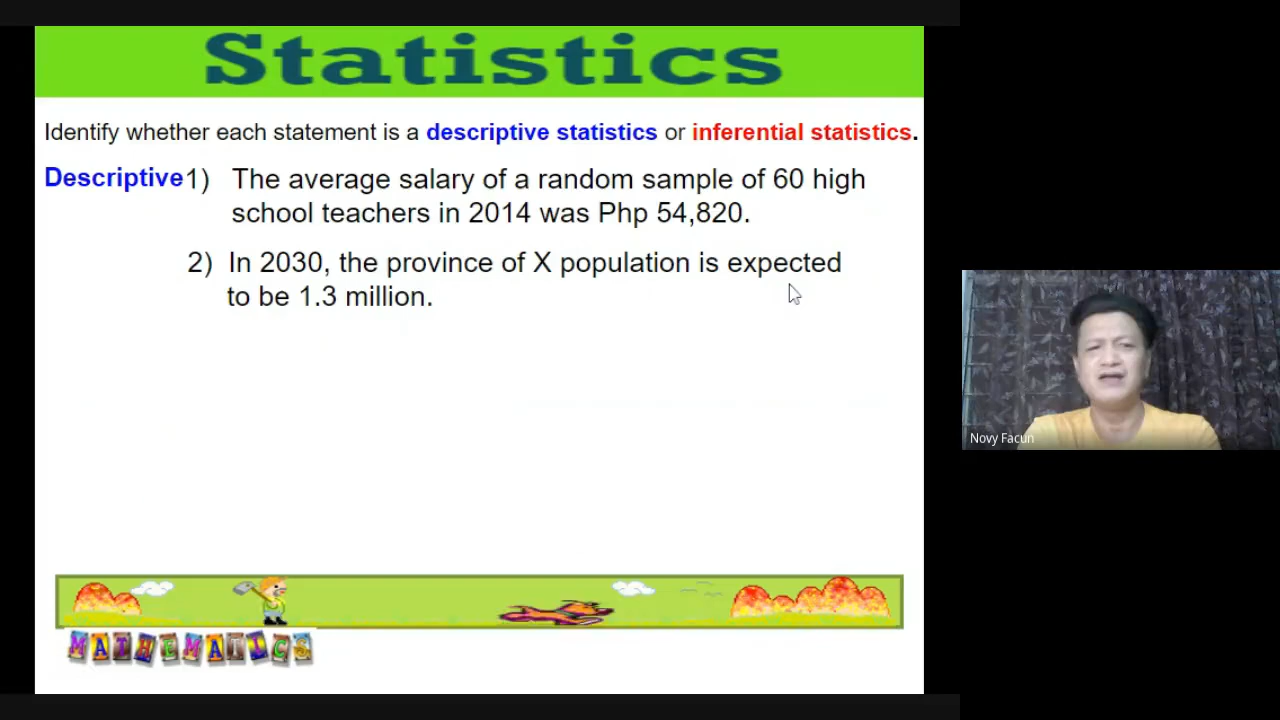 Statistics
Identify whether each statement is a descriptive statistics or inferential statistics.
Descriptive 1) The average salary of a random sample of 60 high
school teachers in 2014 was Php 54,820.
2) In 2030, the province of X population is expected
to be 1.3 million.
Novy Facun
MATHEMATICS